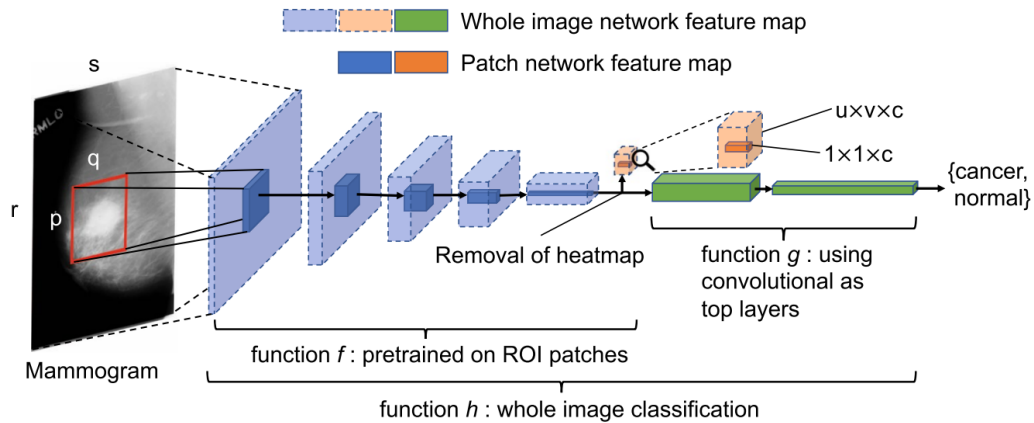 Whole image network feature map
Patch network feature map
s
RMLO
q
r
p
u×v×c
1×1×c
{cancer,
normal}
Removal of heatmap
function g : using
convolutional as
top layers
function f : pretrained on ROI patches
Mammogram
function h : whole image classification